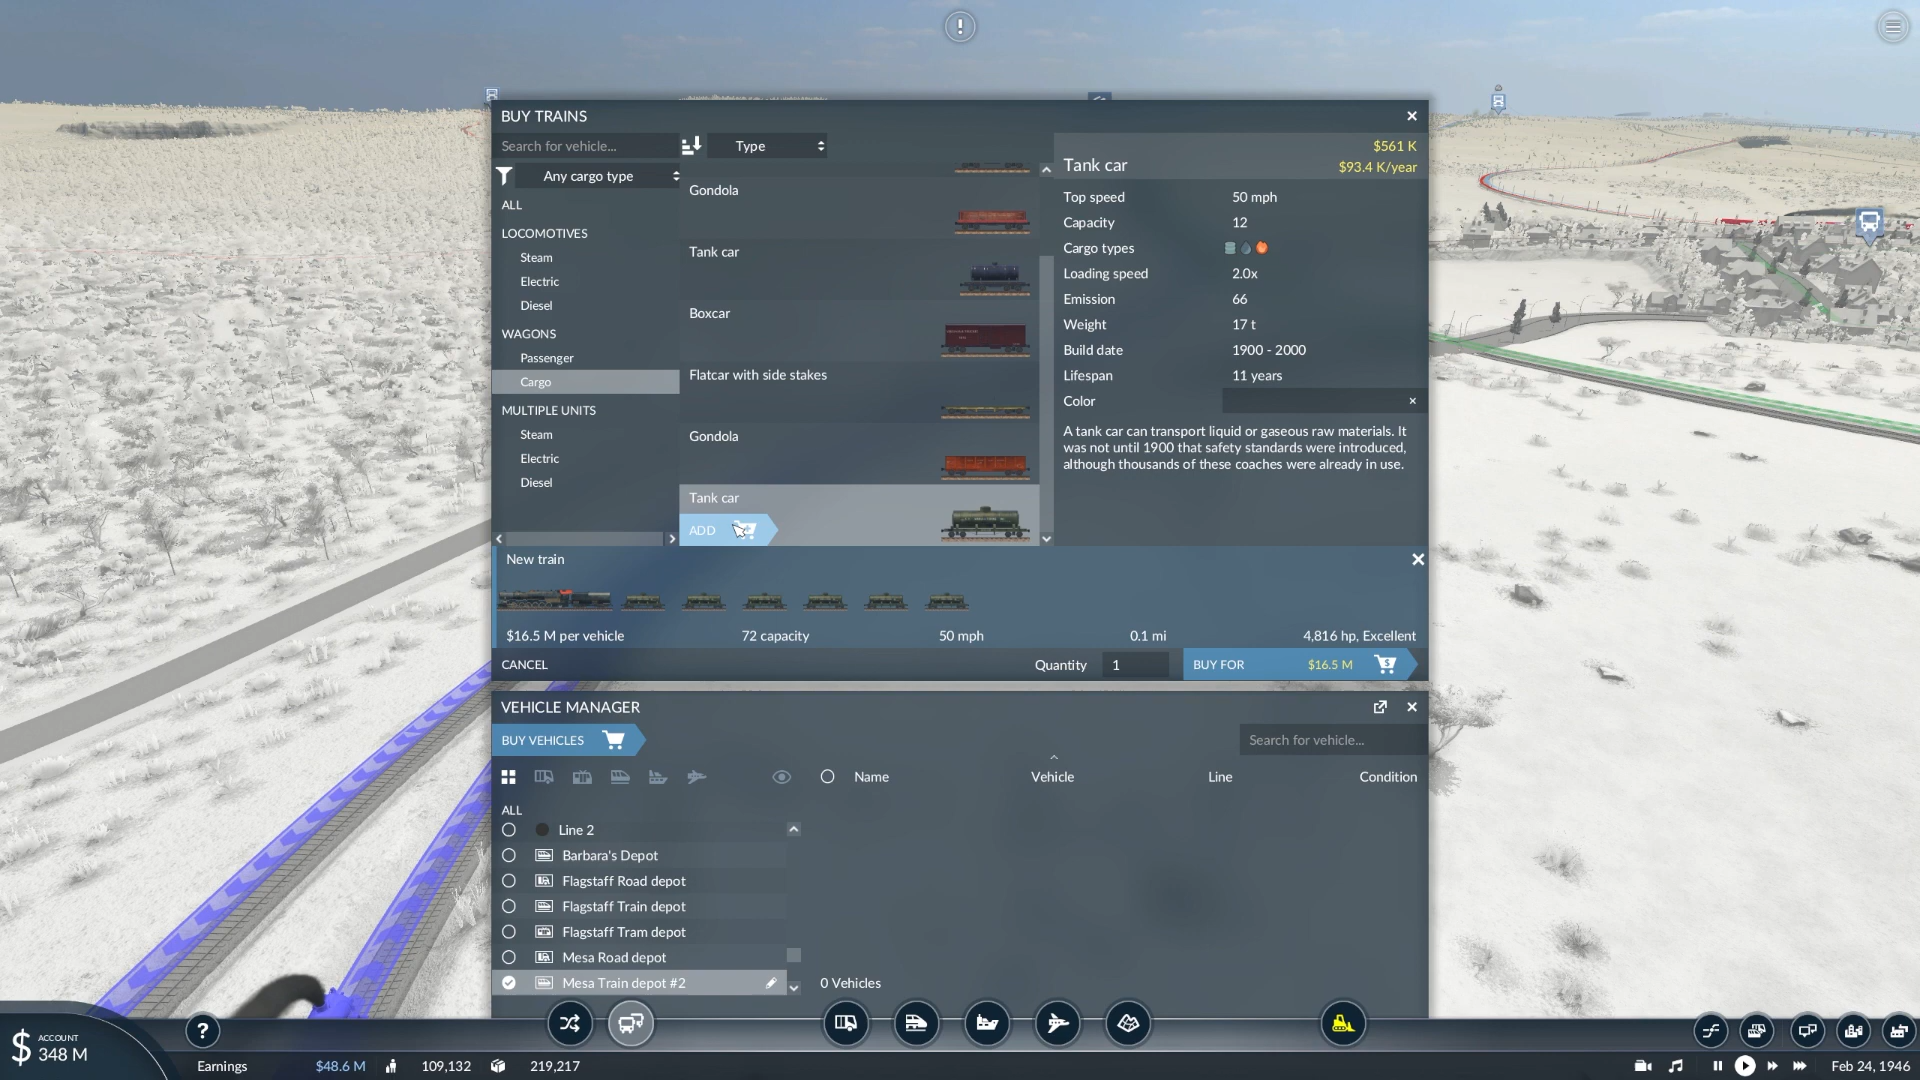 BUY TRAINS
Search for vehicle...
Type
Any cargo type
ALL
LOCOMOTIVES
Steam
Electric
Diesel
WAGONS
Passenger
Cargo
MULTIPLE UNITS
Steam
Electric
Diesel
Gondola
Tank car
Boxcar
Flatcar with side stakes
Gondola
Tank car
ADD
$561 K
Tank car
$93.4 K/year
Top speed 50 mph
Capacity 12
Cargo types
Loading speed 2.0x
Emission 66
Weight 17 t
Build date 1900 - 2000
Lifespan 11 years
Color
A tank car can transport liquid or gaseous raw materials. It
was not until 1900 that safety standards were introduced,
although thousands of these coaches were already in use.
New train
$16.5 M per vehicle 72 capacity 50 mph 0.1 mi 4,816 hp, Excellent
CANCEL Quantity 1 BUY FOR $16.5 M
VEHICLE MANAGER
BUY VEHICLES
Search for vehicle...
Name Vehicle Line Condition
ALL
Line 2
Barbara's Depot
Flagstaff Road depot
Flagstaff Train depot
Flagstaff Tram depot
Mesa Road depot
Mesa Train depot #2
0 Vehicles
$ ACCOUNT
348 M
?
Earnings $48.6 M 109,132 219,217
Feb 24, 1946